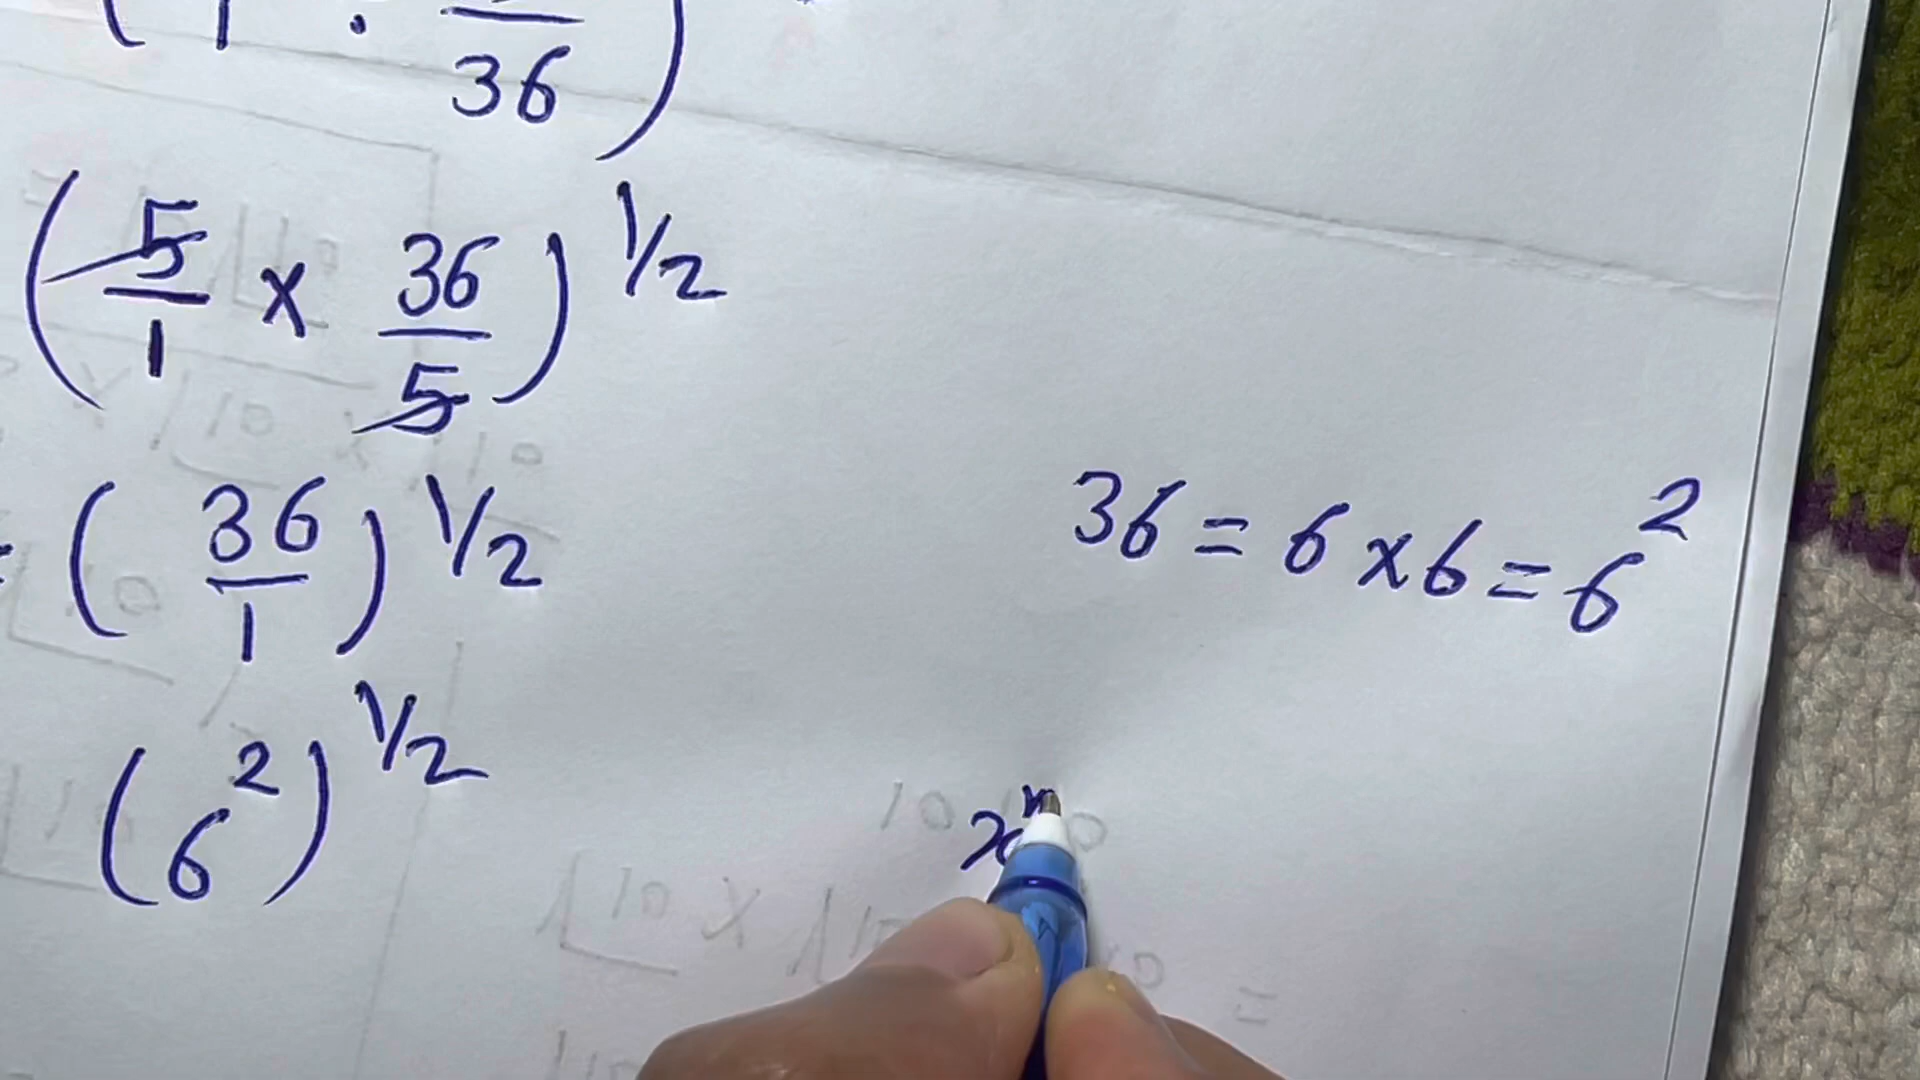 36 )
( 5/1 × 36/5 )^1/2
= ( 36/1 )^1/2
36 = 6 × 6 = 6^2
( 6^2 )^1/2